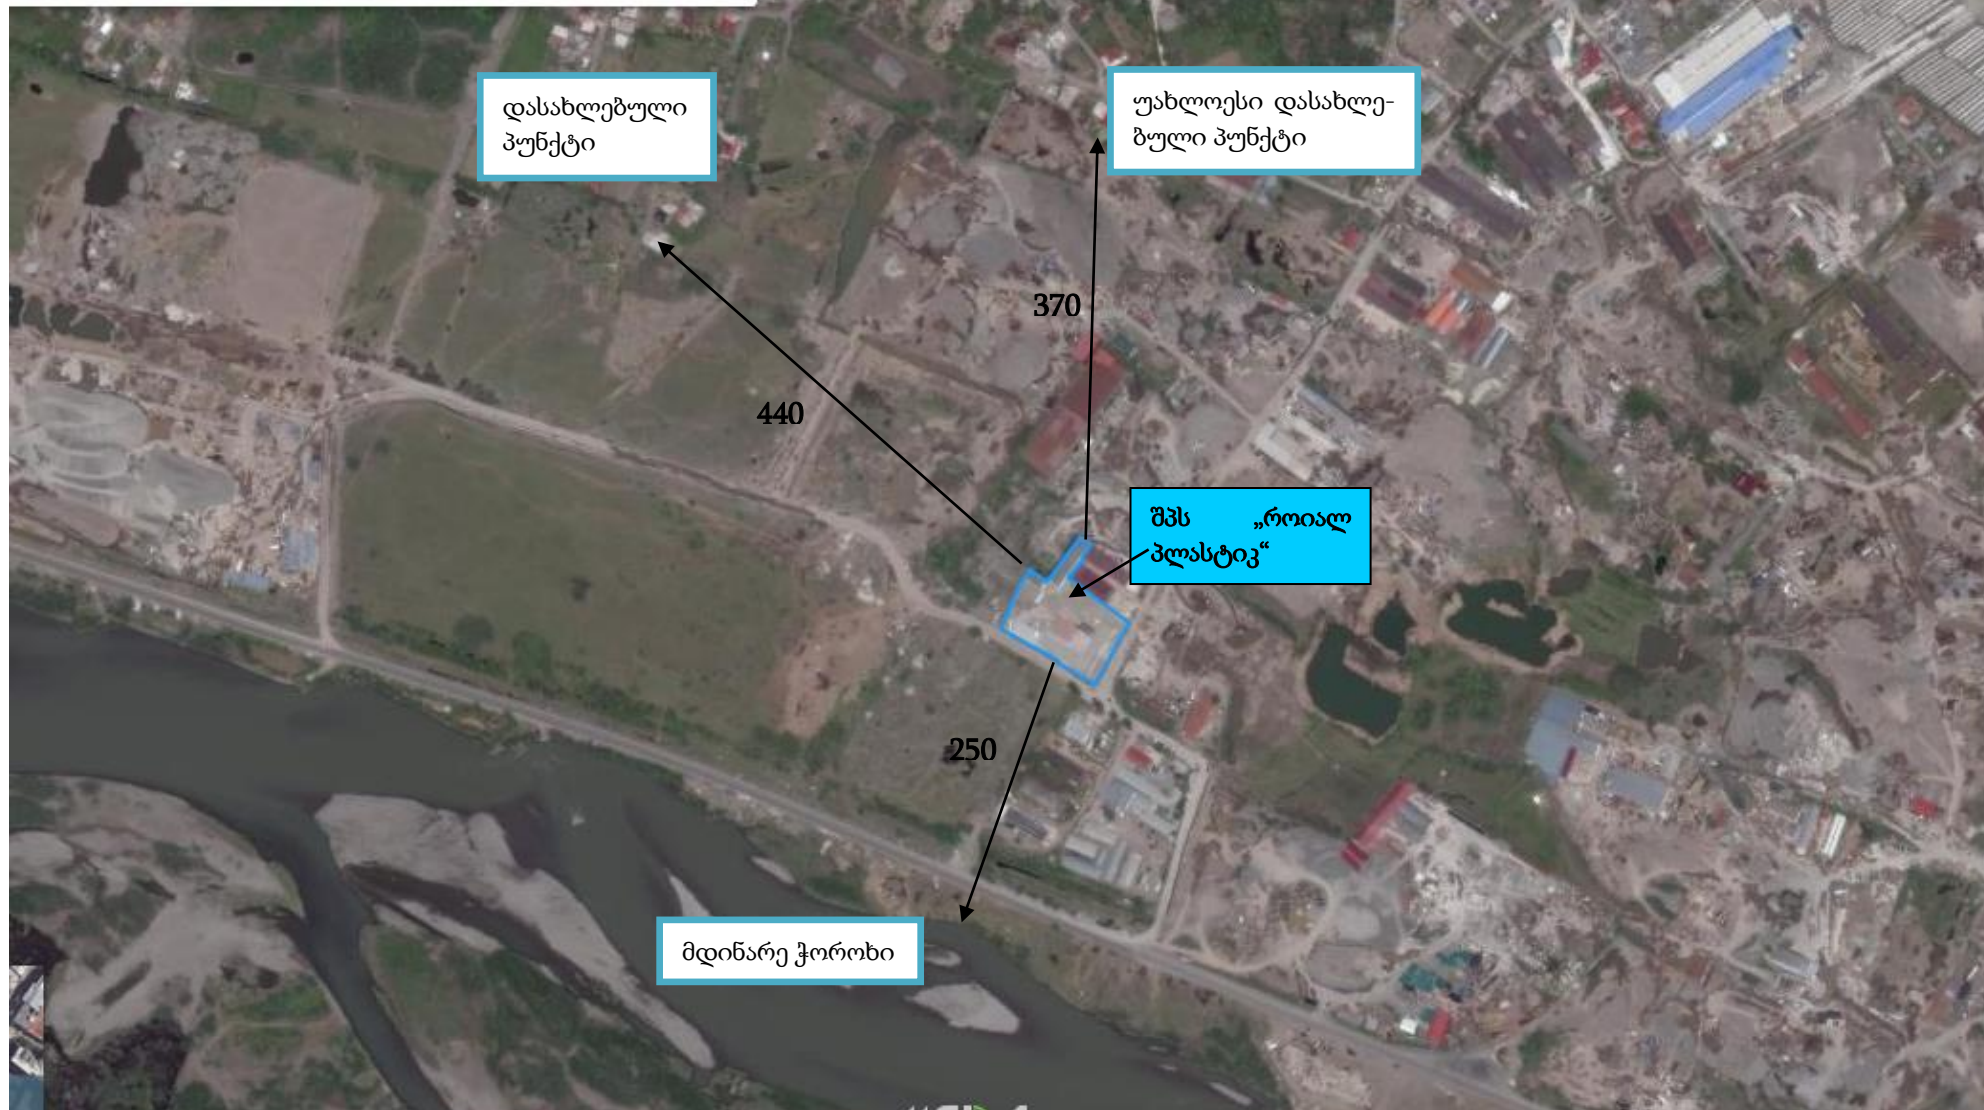 დასახლებული
პუნქტი
უახლოესი დასახლე-
ბული პუნქტი
370
440
შპს „როიალ
პლასტიკ“
250
მდინარე ჭოროხი